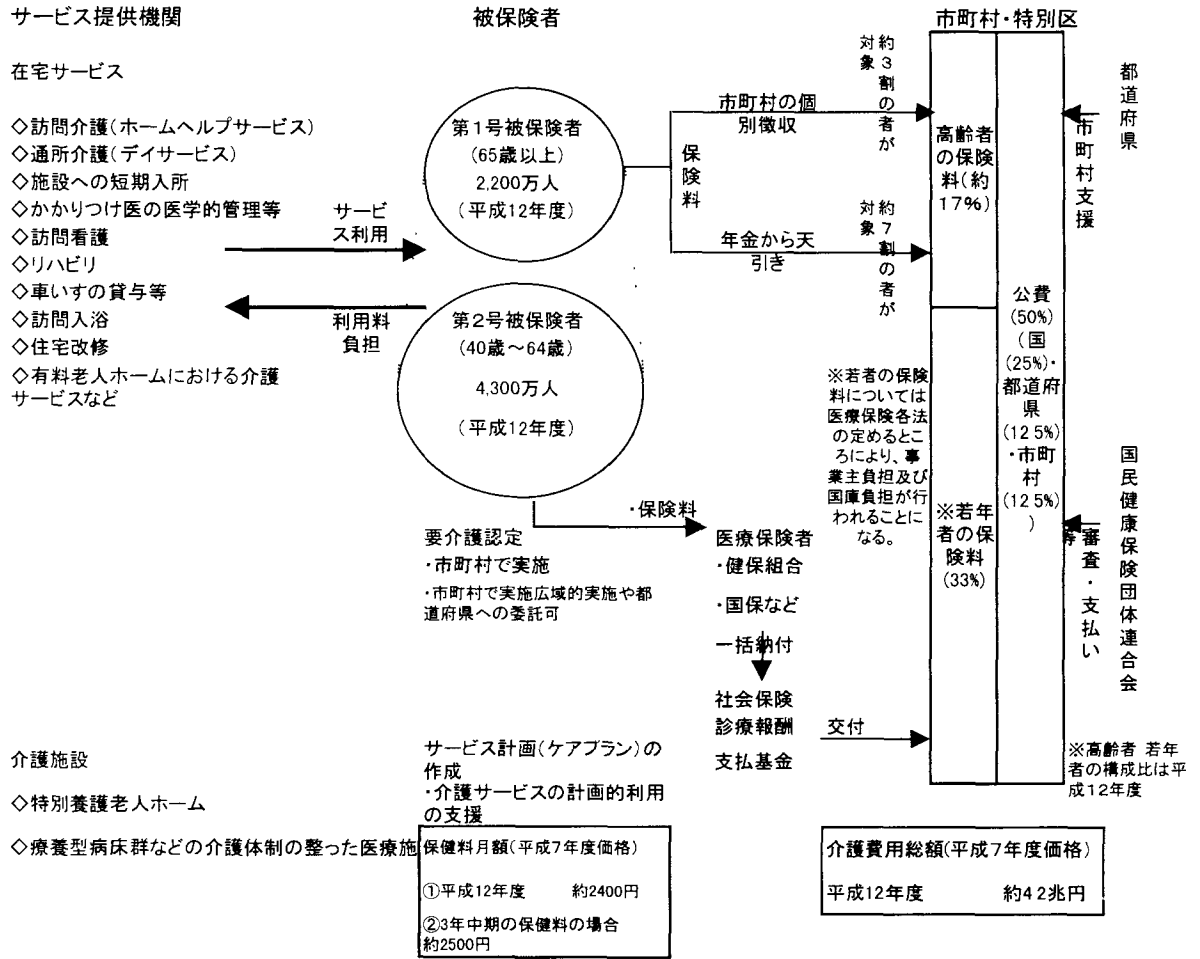 サービス提供機関
在宅サービス
◇訪問介護(ホームヘルプサービス)
◇通所介護(デイサービス)
◇施設への短期入所
◇かかりつけ医の医学的管理等
◇訪問看護
◇リハビリ
◇車いすの貸与等
◇訪問入浴
◇住宅改修
◇有料老人ホームにおける介護
サービスなど
介護施設
◇特別養護老人ホーム
◇療養型病床群などの介護体制の整った医療施
サービ
ス利用
利用料
負担
被保険者
第1号被保険者
(65歳以上)
2,200万人
(平成12年度)
第2号被保険者
(40歳～64歳)
4,300万人
(平成12年度)
保険料
市町村の個
別徴収
約3割の者が
対象
年金から天
引き
約7割の者が
対象
・保険料
要介護認定
・市町村で実施
・市町村で実施広域的実施や都
道府県への委託可
医療保険者
・健保組合
・国保など
一括納付
社会保険
診療報酬
支払基金
交付
サービス計画(ケアプラン)の
作成
・介護サービスの計画的利用
の支援
保健料月額(平成7年度価格)
①平成12年度 約2400円
②3年中期の保健料の場合
約2500円
※若者の保険
料については
医療保険各法
の定めるとこ
ろにより、事
業主負担及び
国庫負担が行
われることに
なる。
市町村・特別区
高齢者
の保険
料(約
17%)
※若年
者の保
険料
(33%)
公費
(50%)
(国
(25%)・
都道府
県
(12 5%)
・市町
村
(12 5%)
)
都道府県
市町村支援
国民健康保険団体連合会
審査・支払い
等
※高齢者 若年
者の構成比は平
成12年度
介護費用総額(平成7年度価格)
平成12年度 約4 2兆円